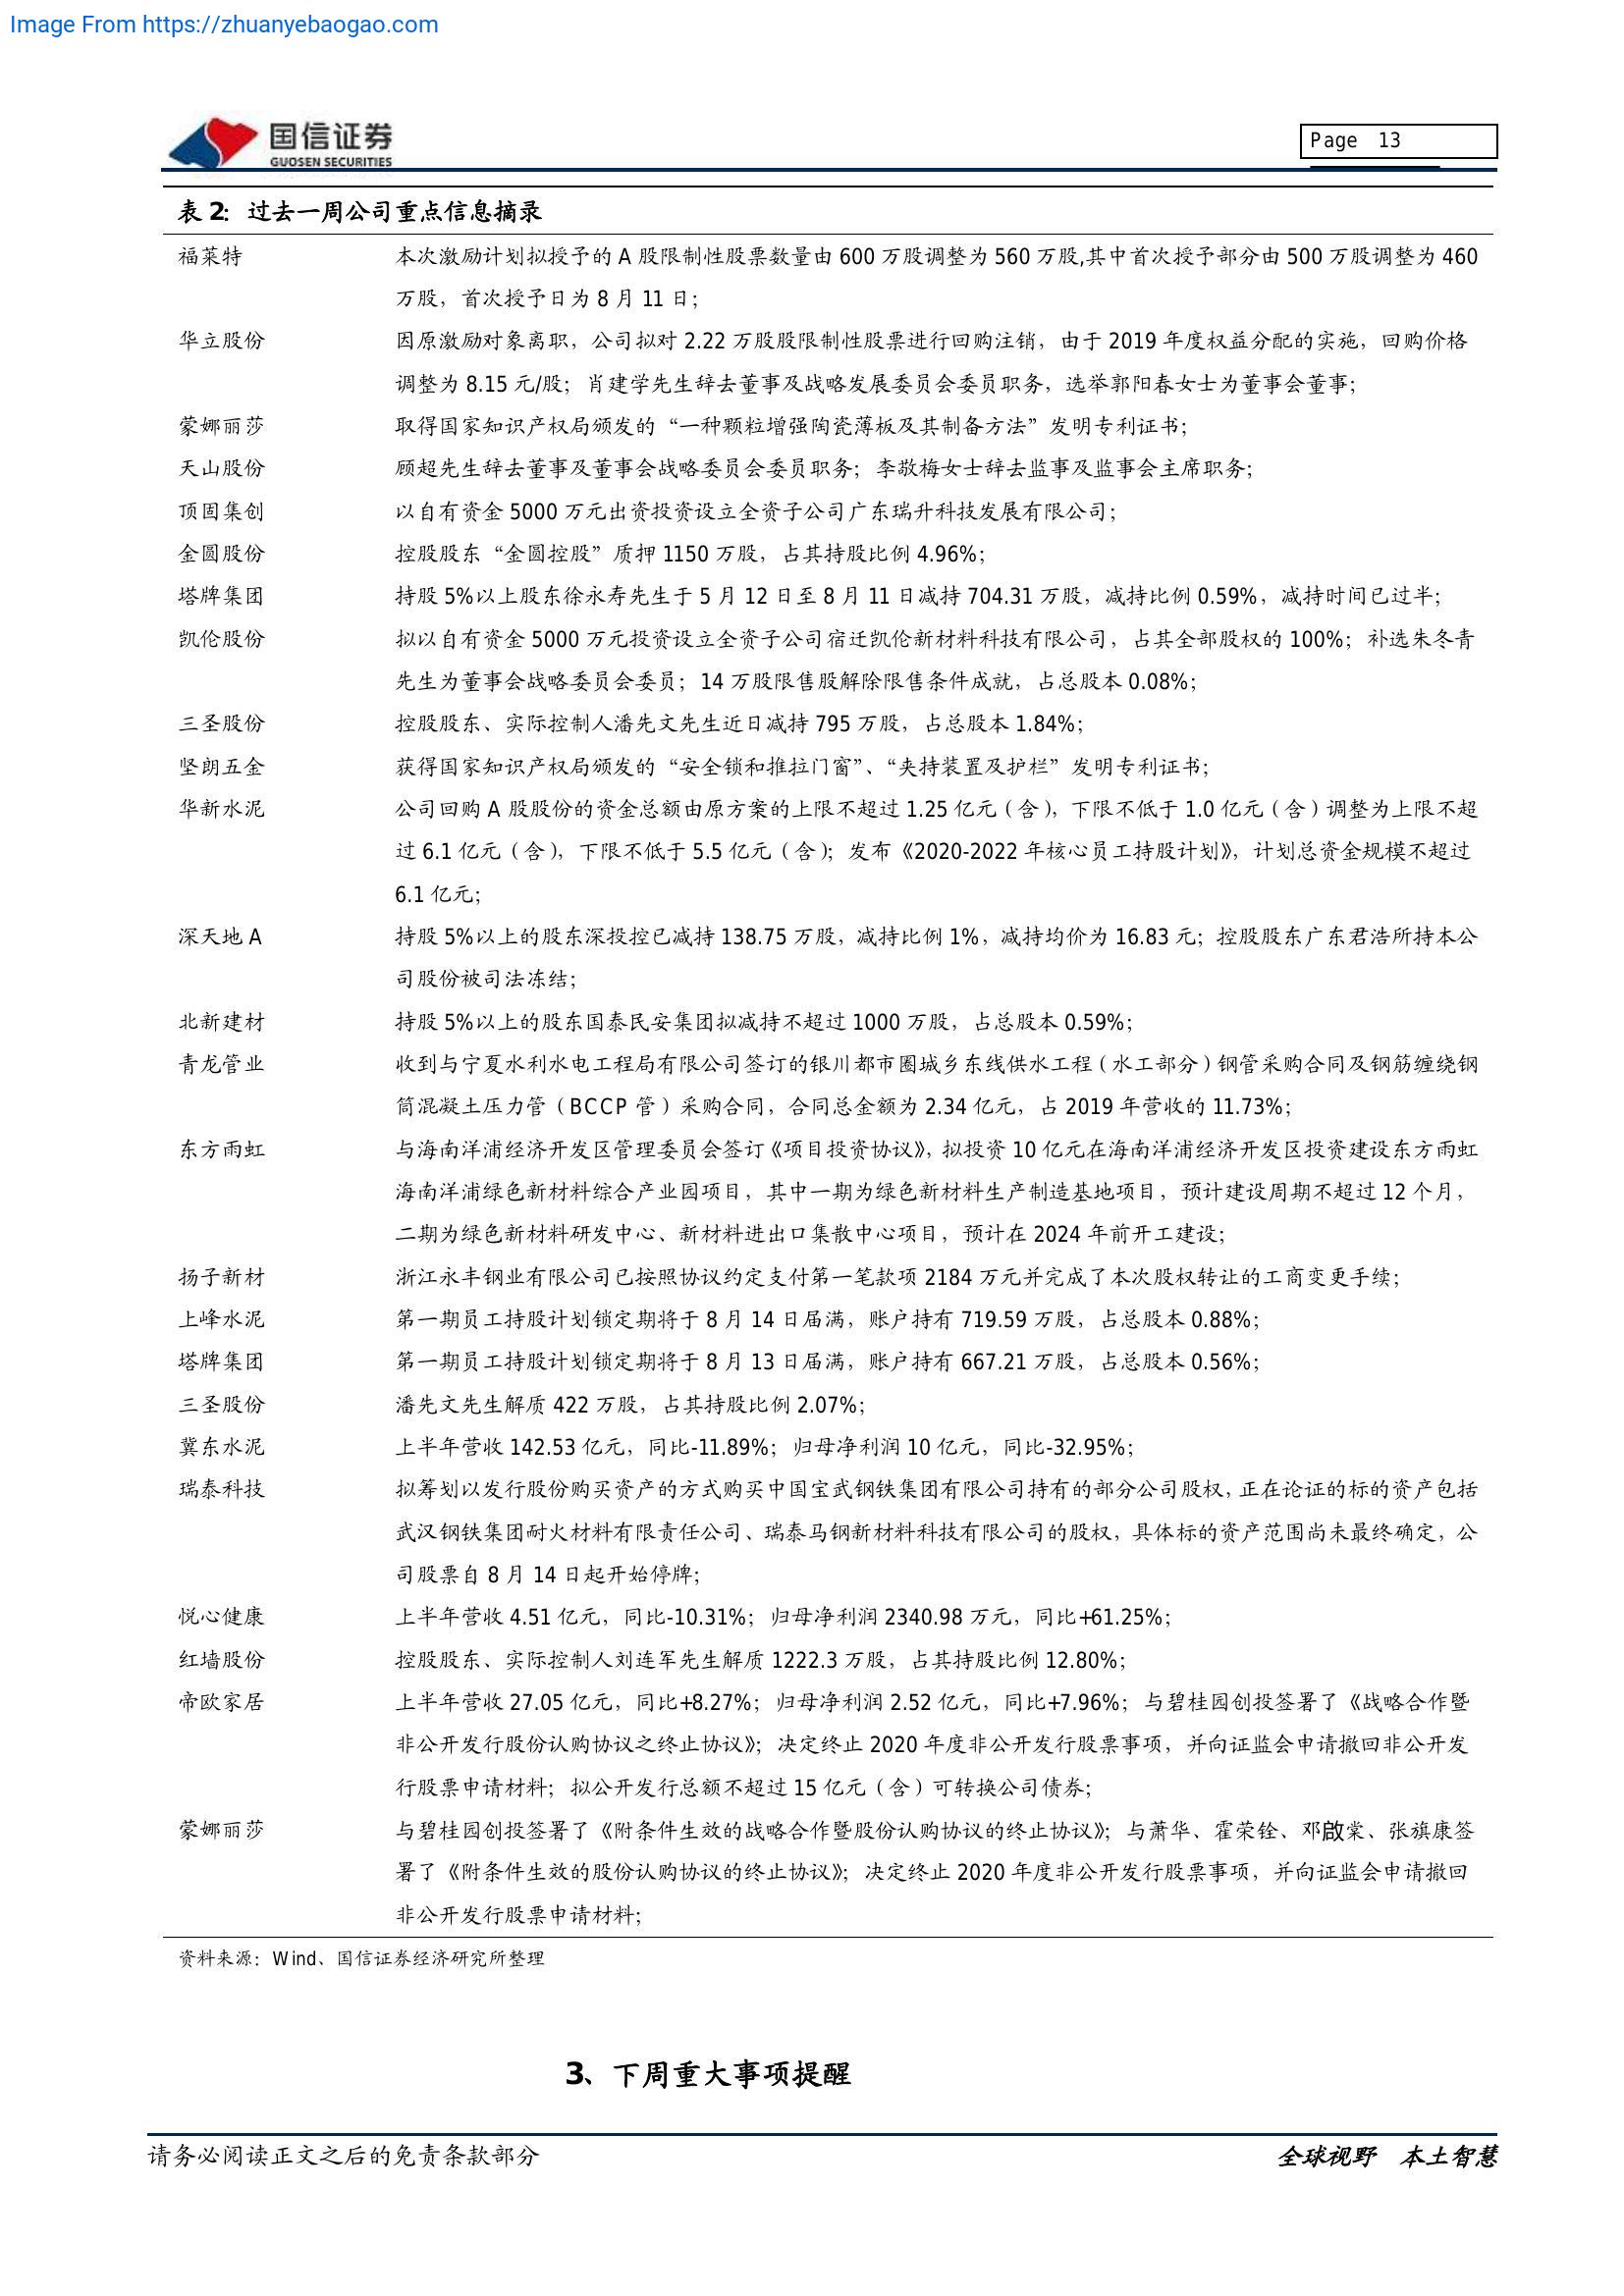 Image From https://zhuanyebaogao.com
国信证券
GUOSEN SECURITIES
Page 13
表 2：过去一周公司重点信息摘录
福莱特 本次激励计划拟授予的 A 股限制性股票数量由 600 万股调整为 560 万股,其中首次授予部分由 500 万股调整为 460
万股，首次授予日为 8 月 11 日；
华立股份 因原激励对象离职，公司拟对 2.22 万股股限制性股票进行回购注销，由于 2019 年度权益分配的实施，回购价格
调整为 8.15 元/股；肖建学先生辞去董事及战略发展委员会委员职务，选举郭阳春女士为董事会董事；
蒙娜丽莎 取得国家知识产权局颁发的“一种颗粒增强陶瓷薄板及其制备方法”发明专利证书；
天山股份 顾超先生辞去董事及董事会战略委员会委员职务；李敬梅女士辞去监事及监事会主席职务；
顶固集创 以自有资金 5000 万元出资投资设立全资子公司广东瑞升科技发展有限公司；
金圆股份 控股股东“金圆控股”质押 1150 万股，占其持股比例 4.96%；
塔牌集团 持股 5%以上股东徐永寿先生于 5 月 12 日至 8 月 11 日减持 704.31 万股，减持比例 0.59%，减持时间已过半；
凯伦股份 拟以自有资金 5000 万元投资设立全资子公司宿迁凯伦新材料科技有限公司，占其全部股权的 100%；补选朱冬青
先生为董事会战略委员会委员；14 万股限售股解除限售条件成就，占总股本 0.08%；
三圣股份 控股股东、实际控制人潘先文先生近日减持 795 万股，占总股本 1.84%；
坚朗五金 获得国家知识产权局颁发的“安全锁和推拉门窗”、“夹持装置及护栏”发明专利证书；
华新水泥 公司回购 A 股股份的资金总额由原方案的上限不超过 1.25 亿元（含），下限不低于 1.0 亿元（含）调整为上限不超
过 6.1 亿元（含），下限不低于 5.5 亿元（含）；发布《2020-2022 年核心员工持股计划》，计划总资金规模不超过
6.1 亿元；
深天地 A 持股 5%以上的股东深投控已减持 138.75 万股，减持比例 1%，减持均价为 16.83 元；控股股东广东君浩所持本公
司股份被司法冻结；
北新建材 持股 5%以上的股东国泰民安集团拟减持不超过 1000 万股，占总股本 0.59%；
青龙管业 收到与宁夏水利水电工程局有限公司签订的银川都市圈城乡东线供水工程（水工部分）钢管采购合同及钢筋缠绕钢
筒混凝土压力管（BCCP 管）采购合同，合同总金额为 2.34 亿元，占 2019 年营收的 11.73%；
东方雨虹 与海南洋浦经济开发区管理委员会签订《项目投资协议》，拟投资 10 亿元在海南洋浦经济开发区投资建设东方雨虹
海南洋浦绿色新材料综合产业园项目，其中一期为绿色新材料生产制造基地项目，预计建设周期不超过 12 个月，
二期为绿色新材料研发中心、新材料进出口集散中心项目，预计在 2024 年前开工建设；
扬子新材 浙江永丰钢业有限公司已按照协议约定支付第一笔款项 2184 万元并完成了本次股权转让的工商变更手续；
上峰水泥 第一期员工持股计划锁定期将于 8 月 14 日届满，账户持有 719.59 万股，占总股本 0.88%；
塔牌集团 第一期员工持股计划锁定期将于 8 月 13 日届满，账户持有 667.21 万股，占总股本 0.56%；
三圣股份 潘先文先生解质 422 万股，占其持股比例 2.07%；
冀东水泥 上半年营收 142.53 亿元，同比-11.89%；归母净利润 10 亿元，同比-32.95%；
瑞泰科技 拟筹划以发行股份购买资产的方式购买中国宝武钢铁集团有限公司持有的部分公司股权，正在论证的标的资产包括
武汉钢铁集团耐火材料有限责任公司、瑞泰马钢新材料科技有限公司的股权，具体标的资产范围尚未最终确定，公
司股票自 8 月 14 日起开始停牌；
悦心健康 上半年营收 4.51 亿元，同比-10.31%；归母净利润 2340.98 万元，同比+61.25%；
红墙股份 控股股东、实际控制人刘连军先生解质 1222.3 万股，占其持股比例 12.80%；
帝欧家居 上半年营收 27.05 亿元，同比+8.27%；归母净利润 2.52 亿元，同比+7.96%；与碧桂园创投签署了《战略合作暨
非公开发行股份认购协议之终止协议》；决定终止 2020 年度非公开发行股票事项，并向证监会申请撤回非公开发
行股票申请材料；拟公开发行总额不超过 15 亿元（含）可转换公司债券；
蒙娜丽莎 与碧桂园创投签署了《附条件生效的战略合作暨股份认购协议的终止协议》；与萧华、霍荣铨、邓啟棠、张旗康签
署了《附条件生效的股份认购协议的终止协议》；决定终止 2020 年度非公开发行股票事项，并向证监会申请撤回
非公开发行股票申请材料；
资料来源：Wind、国信证券经济研究所整理
3、下周重大事项提醒
请务必阅读正文之后的免责条款部分
全球视野 本土智慧